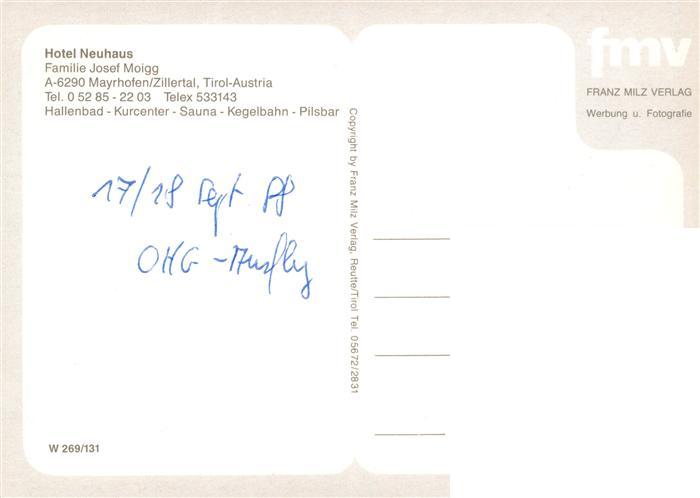 Hotel Neuhaus
Familie Josef Moigg
A-6290 Mayrhofen/Zillertal, Tirol-Austria
Tel. 0 52 85 - 22 03 Telex 533143
Hallenbad - Kurcenter - Sauna - Kegelbahn - Pilsbar
17/18 Sept 88
OHG - Ausflug
W 269/131
Copyright by Franz Milz Verlag, Reutte/Tirol Tel. 05672/2831
fmv
FRANZ MILZ VERLAG
Werbung u. Fotografie